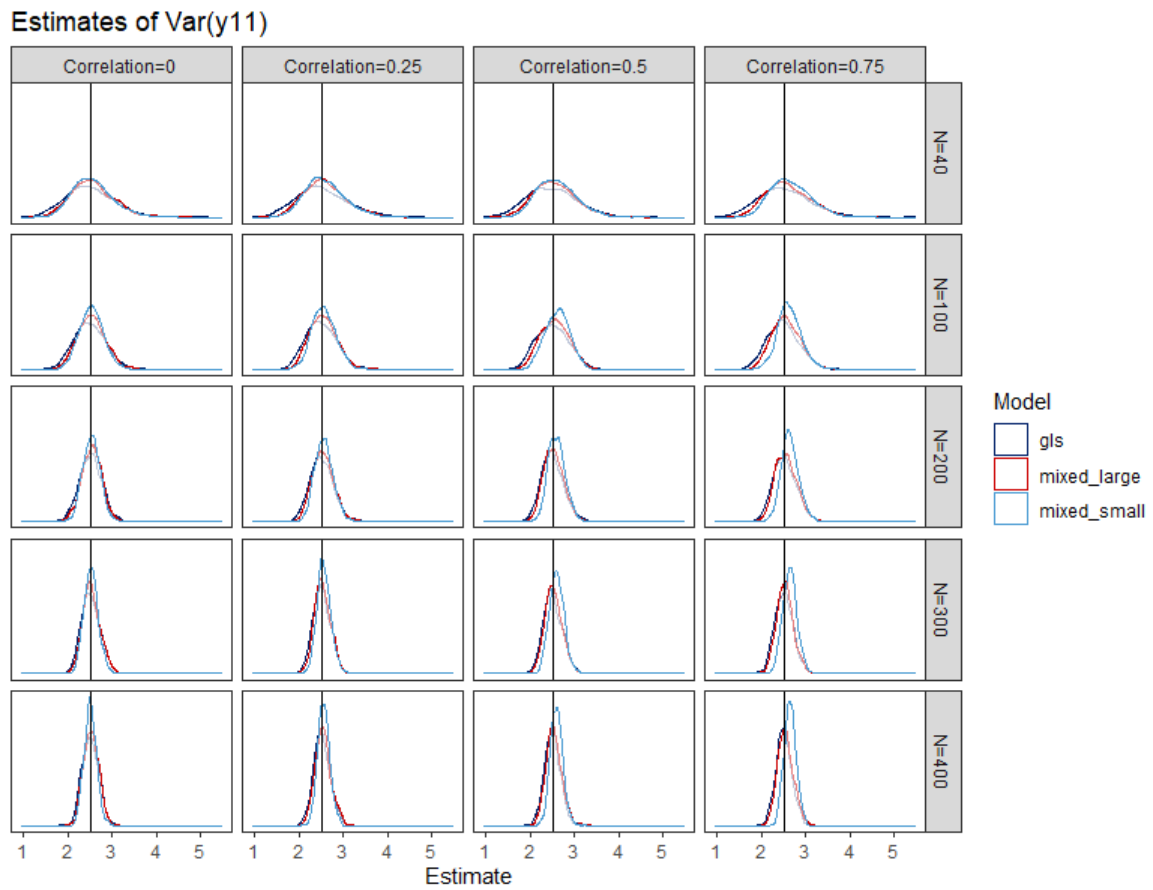 Estimates of Var(y11)
Correlation=0 Correlation=0.25 Correlation=0.5 Correlation=0.75
N=40
N=100
N=200
N=300
N=400
Model
gls
mixed_large
mixed_small
1 2 3 4 5 1 2 3 4 5 1 2 3 4 5 1 2 3 4 5
Estimate